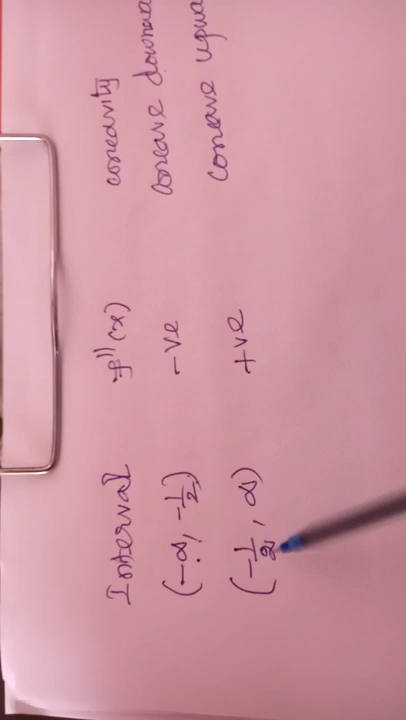 Interval f''(x) concavity
(-∞, -1/2) -ve Concave downwa
(-1/2, ∞) +ve Concave upwa